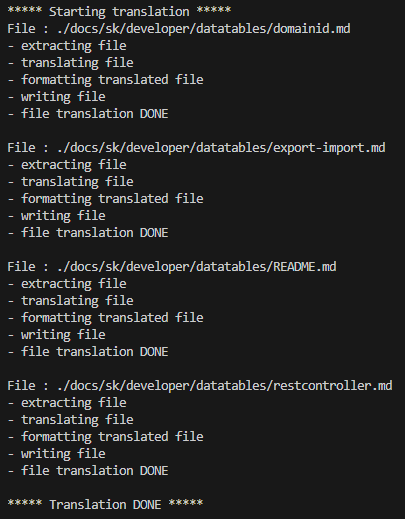 ***** Starting translation *****
File : ./docs/sk/developer/datatables/domainid.md
- extracting file
- translating file
- formatting translated file
- writing file
- file translation DONE

File : ./docs/sk/developer/datatables/export-import.md
- extracting file
- translating file
- formatting translated file
- writing file
- file translation DONE

File : ./docs/sk/developer/datatables/README.md
- extracting file
- translating file
- formatting translated file
- writing file
- file translation DONE

File : ./docs/sk/developer/datatables/restcontroller.md
- extracting file
- translating file
- formatting translated file
- writing file
- file translation DONE

***** Translation DONE *****